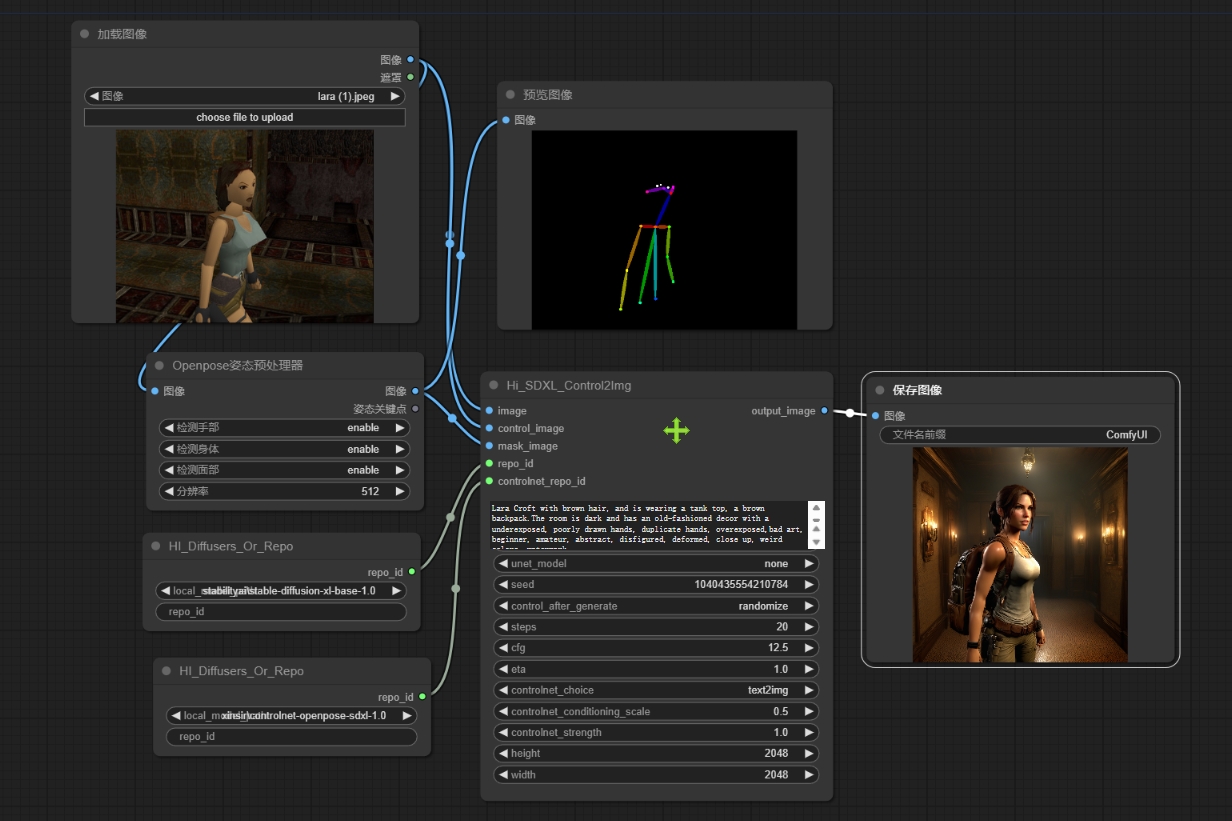 加载图像
图像
遮罩
图像 lara (1).jpeg
choose file to upload
预览图像
图像
Openpose姿态预处理器
图像 图像
姿态关键点
检测手部 enable
检测身体 enable
检测面部 enable
分辨率 512
HI_Diffusers_Or_Repo
repo_id
stable-diffusion-xl-base-1.0
repo_id
HI_Diffusers_Or_Repo
repo_id
controlnet-openpose-sdxl-1.0
repo_id
Hi_SDXL_Control2Img
image output_image
control_image
mask_image
repo_id
controlnet_repo_id
Lara Croft with brown hair, and is wearing a tank top, a brown
backpack.The room is dark and has an old-fashioned decor with a
underexposed, poorly drawn hands, duplicate hands, overexposed,bad art,
beginner, amateur, abstract, disfigured, deformed, close up, weird
unet_model none
seed 1040435554210784
control_after_generate randomize
steps 20
cfg 12.5
eta 1.0
controlnet_choice text2img
controlnet_conditioning_scale 0.5
controlnet_strength 1.0
height 2048
width 2048
保存图像
图像
文件名前缀 ComfyUI